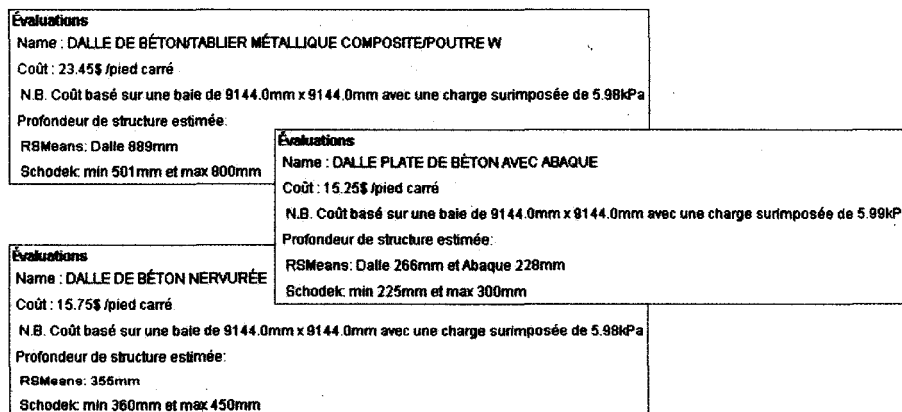 Évaluations
Name : DALLE DE BÉTON/TABLIER MÉTALLIQUE COMPOSITE/POUTRE W
Coût : 23.45$ /pied carré
N.B. Coût basé sur une baie de 9144.0mm x 9144.0mm avec une charge surimposée de 5.98kPa
Profondeur de structure estimée:
RSMeans: Dalle 889mm
Schodek: min 501mm et max 800mm
Évaluations
Name : DALLE PLATE DE BÉTON AVEC ABAQUE
Coût : 15.25$ /pied carré
N.B. Coût basé sur une baie de 9144.0mm x 9144.0mm avec une charge surimposée de 5.99kP
Profondeur de structure estimée:
RSMeans: Dalle 266mm et Abaque 228mm
Schodek: min 225mm et max 300mm
Évaluations
Name : DALLE DE BÉTON NERVURÉE
Coût : 15.75$ /pied carré
N.B. Coût basé sur une baie de 9144.0mm x 9144.0mm avec une charge surimposée de 5.98kPa
Profondeur de structure estimée:
RSMeans: 355mm
Schodek: min 360mm et max 450mm